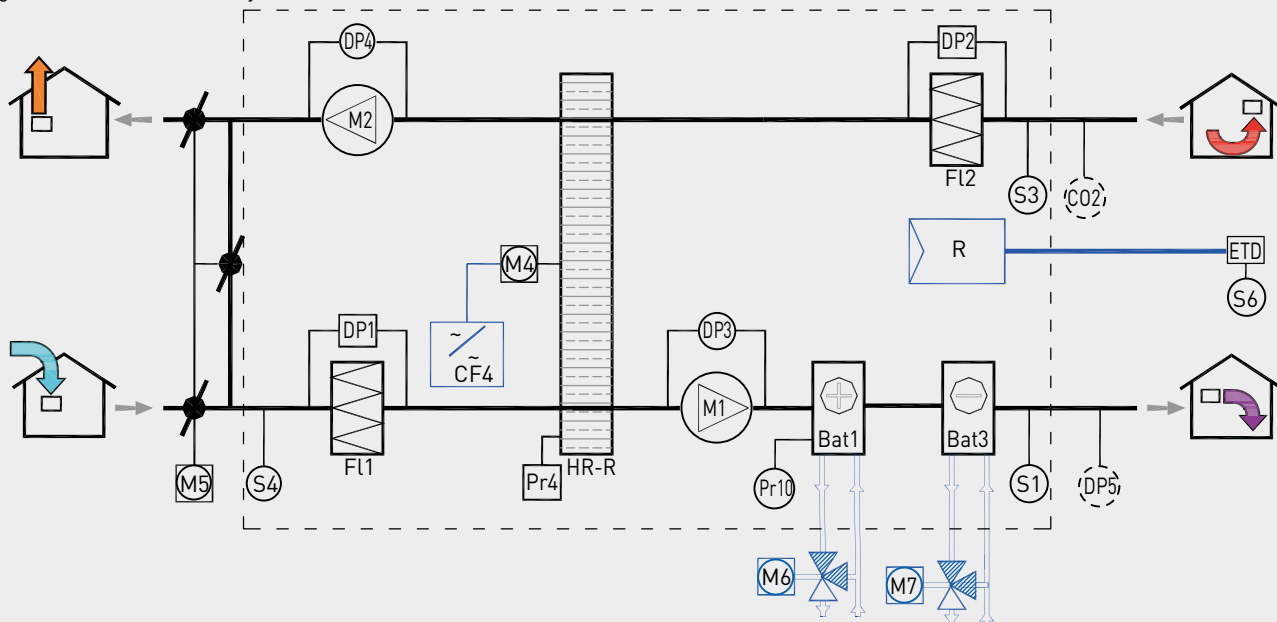 DP4
DP2
M2
Fl2
S3
CO2
R
ETD
S6
M4
~
~
CF4
DP1
DP3
M1
Bat1
Bat3
Fl1
HR-R
M5
S4
Pr4
Pr10
S1
DP5
M6
M7